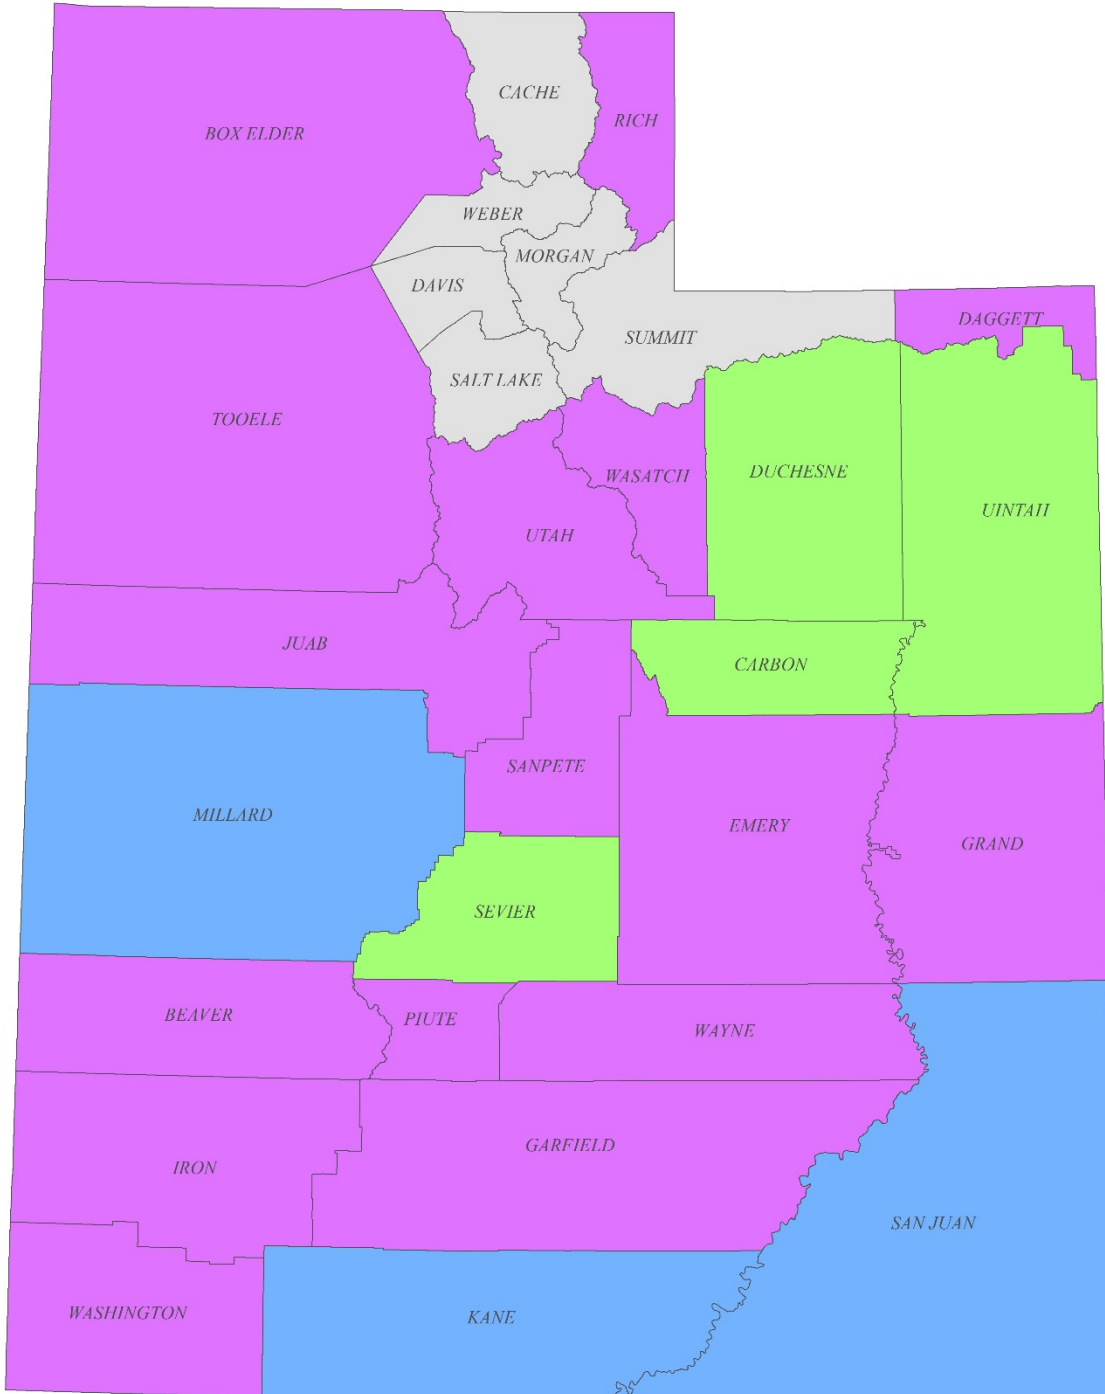 CACHE
RICH
BOX ELDER
WEBER
MORGAN
DAVIS
DAGGETT
SUMMIT
SALT LAKE
TOOELE
DUCHESNE
WASATCH
UINTAH
UTAH
JUAB
CARBON
SANPETE
MILLARD
EMERY
GRAND
SEVIER
BEAVER
PIUTE
WAYNE
GARFIELD
IRON
SAN JUAN
WASHINGTON
KANE